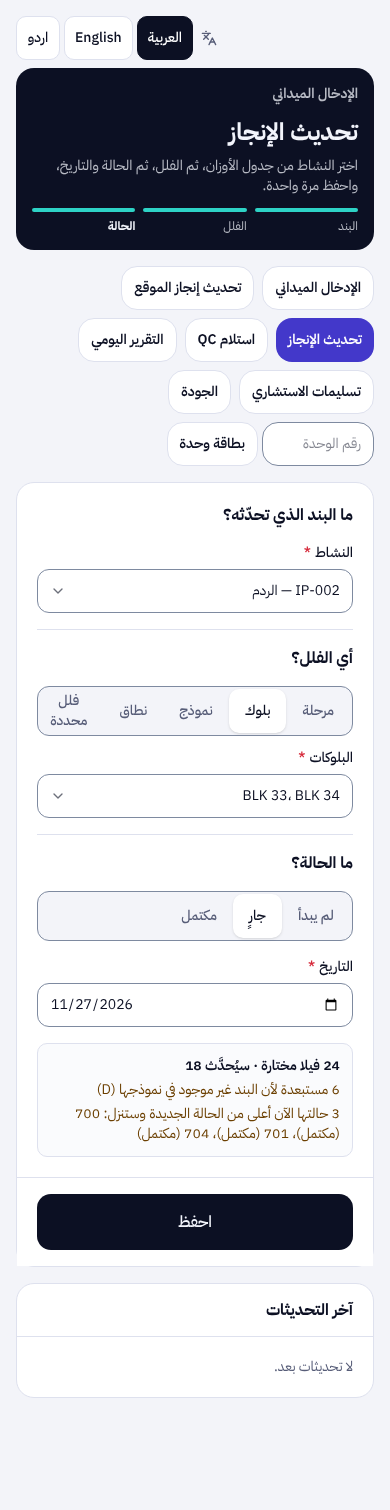 العربية English اردو
الإدخال الميداني
تحديث الإنجاز
اختر النشاط من جدول الأوزان، ثم الفلل، ثم الحالة والتاريخ،
واحفظ مرة واحدة.
البند الفلل الحالة
الإدخال الميداني تحديث إنجاز الموقع
تحديث الإنجاز استلام QC التقرير اليومي
تسليمات الاستشاري الجودة
رقم الوحدة بطاقة وحدة
ما البند الذي تحدّثه؟
النشاط *
IP-002 — الردم
أي الفلل؟
مرحلة بلوك نموذج نطاق فلل محددة
البلوكات *
BLK 33، BLK 34
ما الحالة؟
لم يبدأ جارٍ مكتمل
التاريخ *
11/27/2026
24 فيلا مختارة · سيُحدَّث 18
6 مستبعدة لأن البند غير موجود في نموذجها (D)
3 حالتها الآن أعلى من الحالة الجديدة وستنزل: 700
(مكتمل)، 701 (مكتمل)، 704 (مكتمل)
احفظ
آخر التحديثات
لا تحديثات بعد.